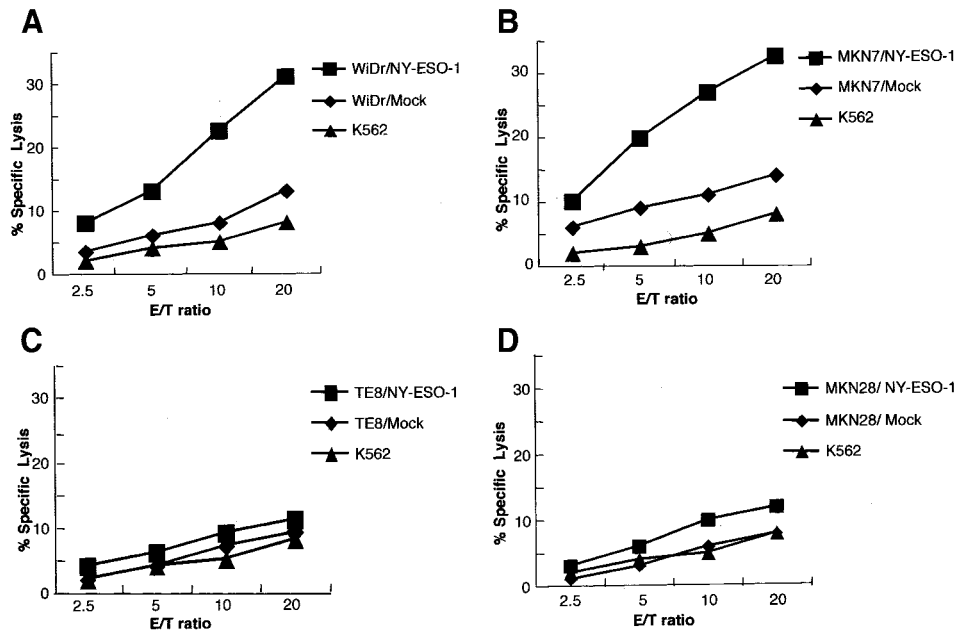 A
% Specific Lysis
30
20
10
0
2.5 5 10 20
E/T ratio
WiDr/NY-ESO-1
WiDr/Mock
K562
B
% Specific Lysis
30
20
10
0
2.5 5 10 20
E/T ratio
MKN7/NY-ESO-1
MKN7/Mock
K562
C
% Specific Lysis
30
20
10
0
2.5 5 10 20
E/T ratio
TE8/NY-ESO-1
TE8/Mock
K562
D
% Specific Lysis
30
20
10
0
2.5 5 10 20
E/T ratio
MKN28/ NY-ESO-1
MKN28/ Mock
K562